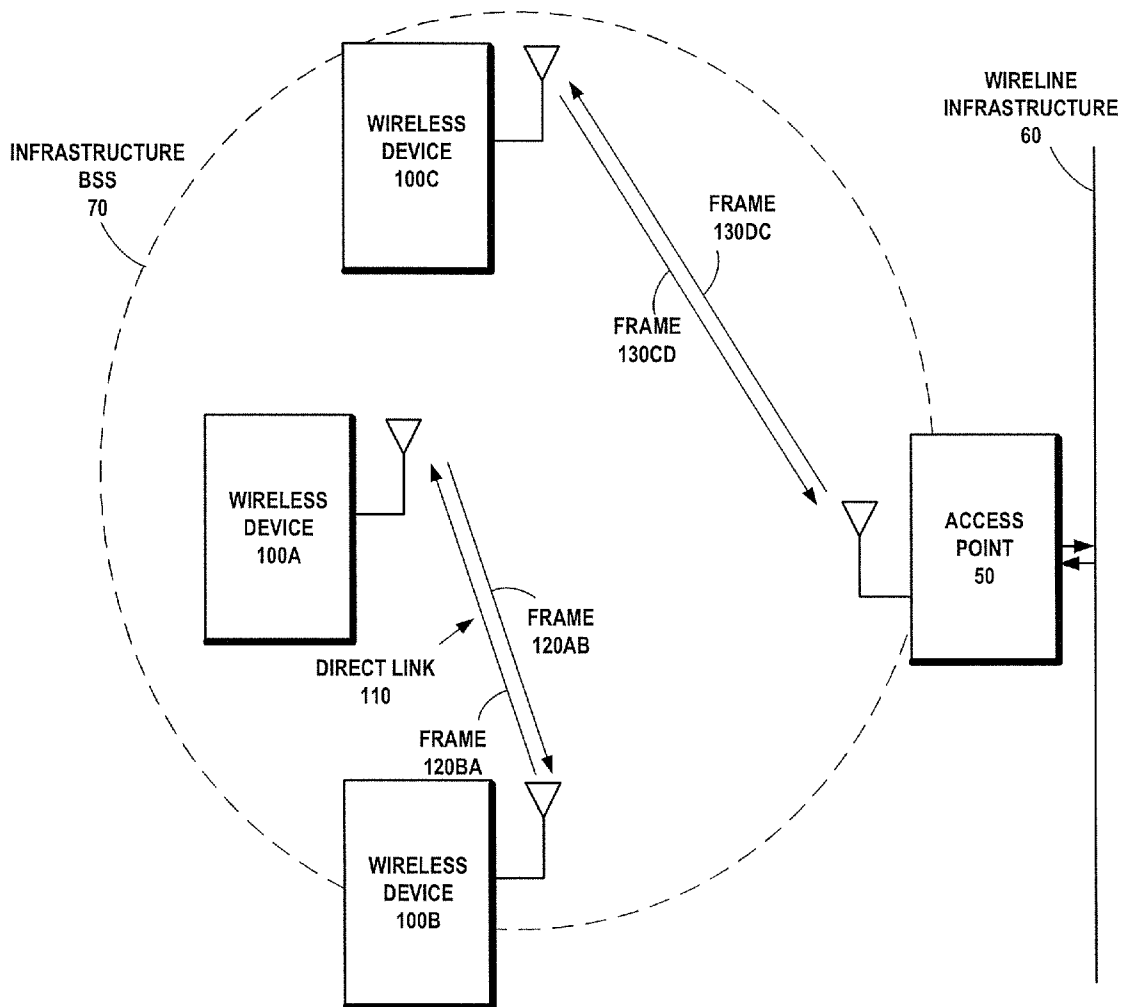 WIRELINE
INFRASTRUCTURE
60
WIRELESS
DEVICE
100C
INFRASTRUCTURE
BSS
70
FRAME
130DC
FRAME
130CD
WIRELESS
DEVICE
100A
ACCESS
POINT
50
FRAME
120AB
DIRECT LINK
110
FRAME
120BA
WIRELESS
DEVICE
100B